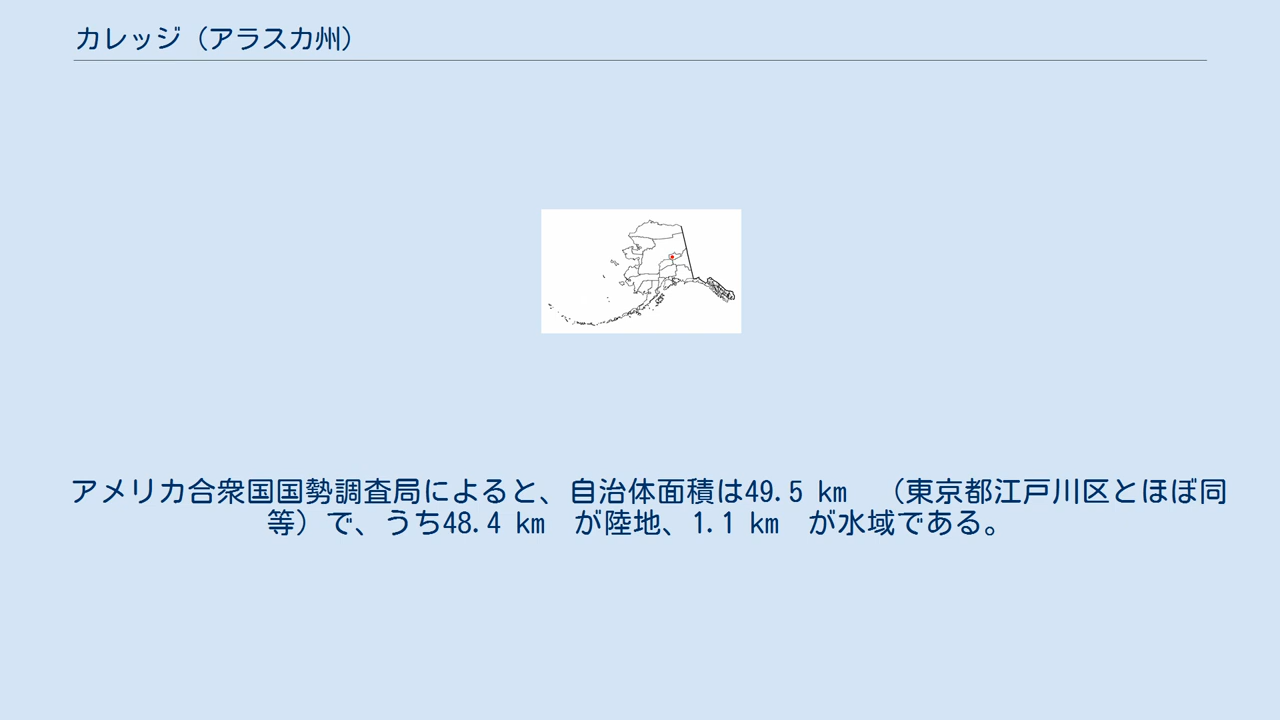 カレッジ（アラスカ州）
アメリカ合衆国国勢調査局によると、自治体面積は49.5 km　（東京都江戸川区とほぼ同
等）で、うち48.4 km　が陸地、1.1 km　が水域である。